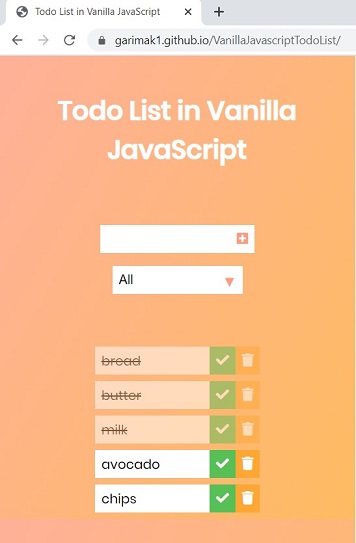 Todo List in Vanilla JavaScript
garimak1.github.io/VanillaJavascriptTodoList/
Todo List in Vanilla
JavaScript
All
bread
butter
milk
avocado
chips